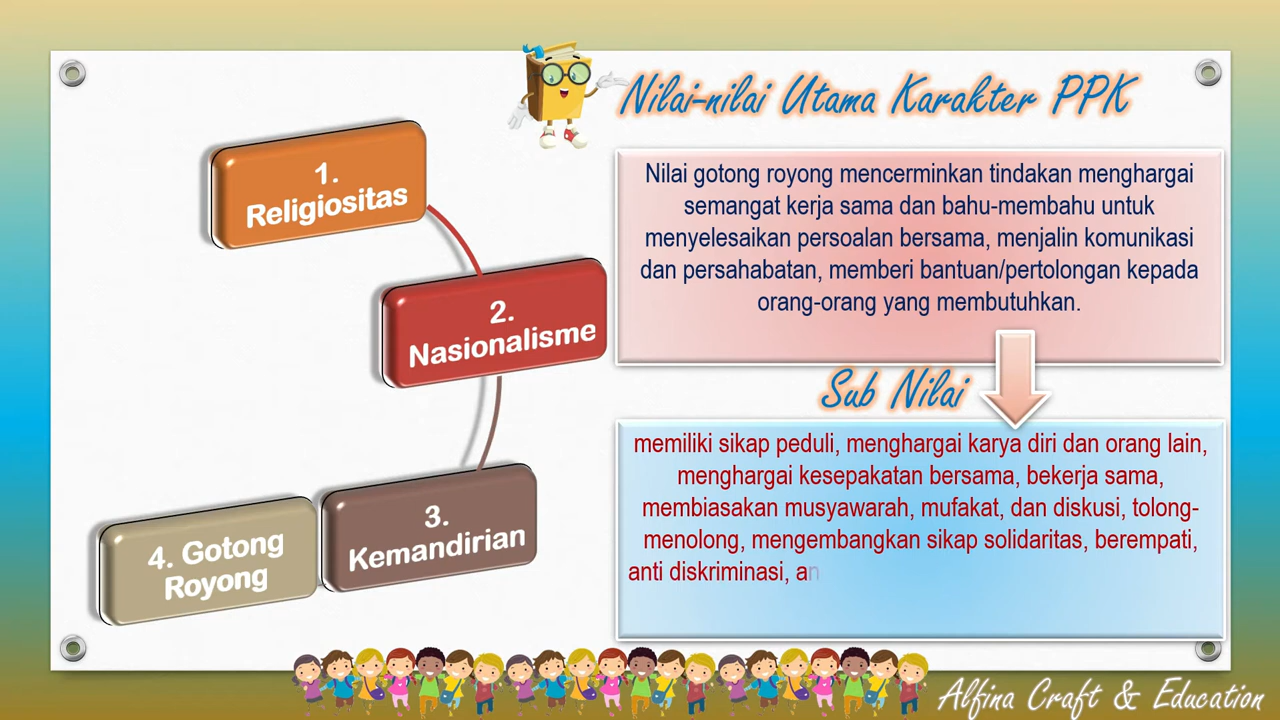 Nilai-nilai Utama Karakter PPK
1.
Religiositas
2.
Nasionalisme
3.
Kemandirian
4. Gotong
Royong
Nilai gotong royong mencerminkan tindakan menghargai
semangat kerja sama dan bahu-membahu untuk
menyelesaikan persoalan bersama, menjalin komunikasi
dan persahabatan, memberi bantuan/pertolongan kepada
orang-orang yang membutuhkan.
Sub Nilai
memiliki sikap peduli, menghargai karya diri dan orang lain,
menghargai kesepakatan bersama, bekerja sama,
membiasakan musyawarah, mufakat, dan diskusi, tolong-
menolong, mengembangkan sikap solidaritas, berempati,
anti diskriminasi, an
Alfina Craft & Education